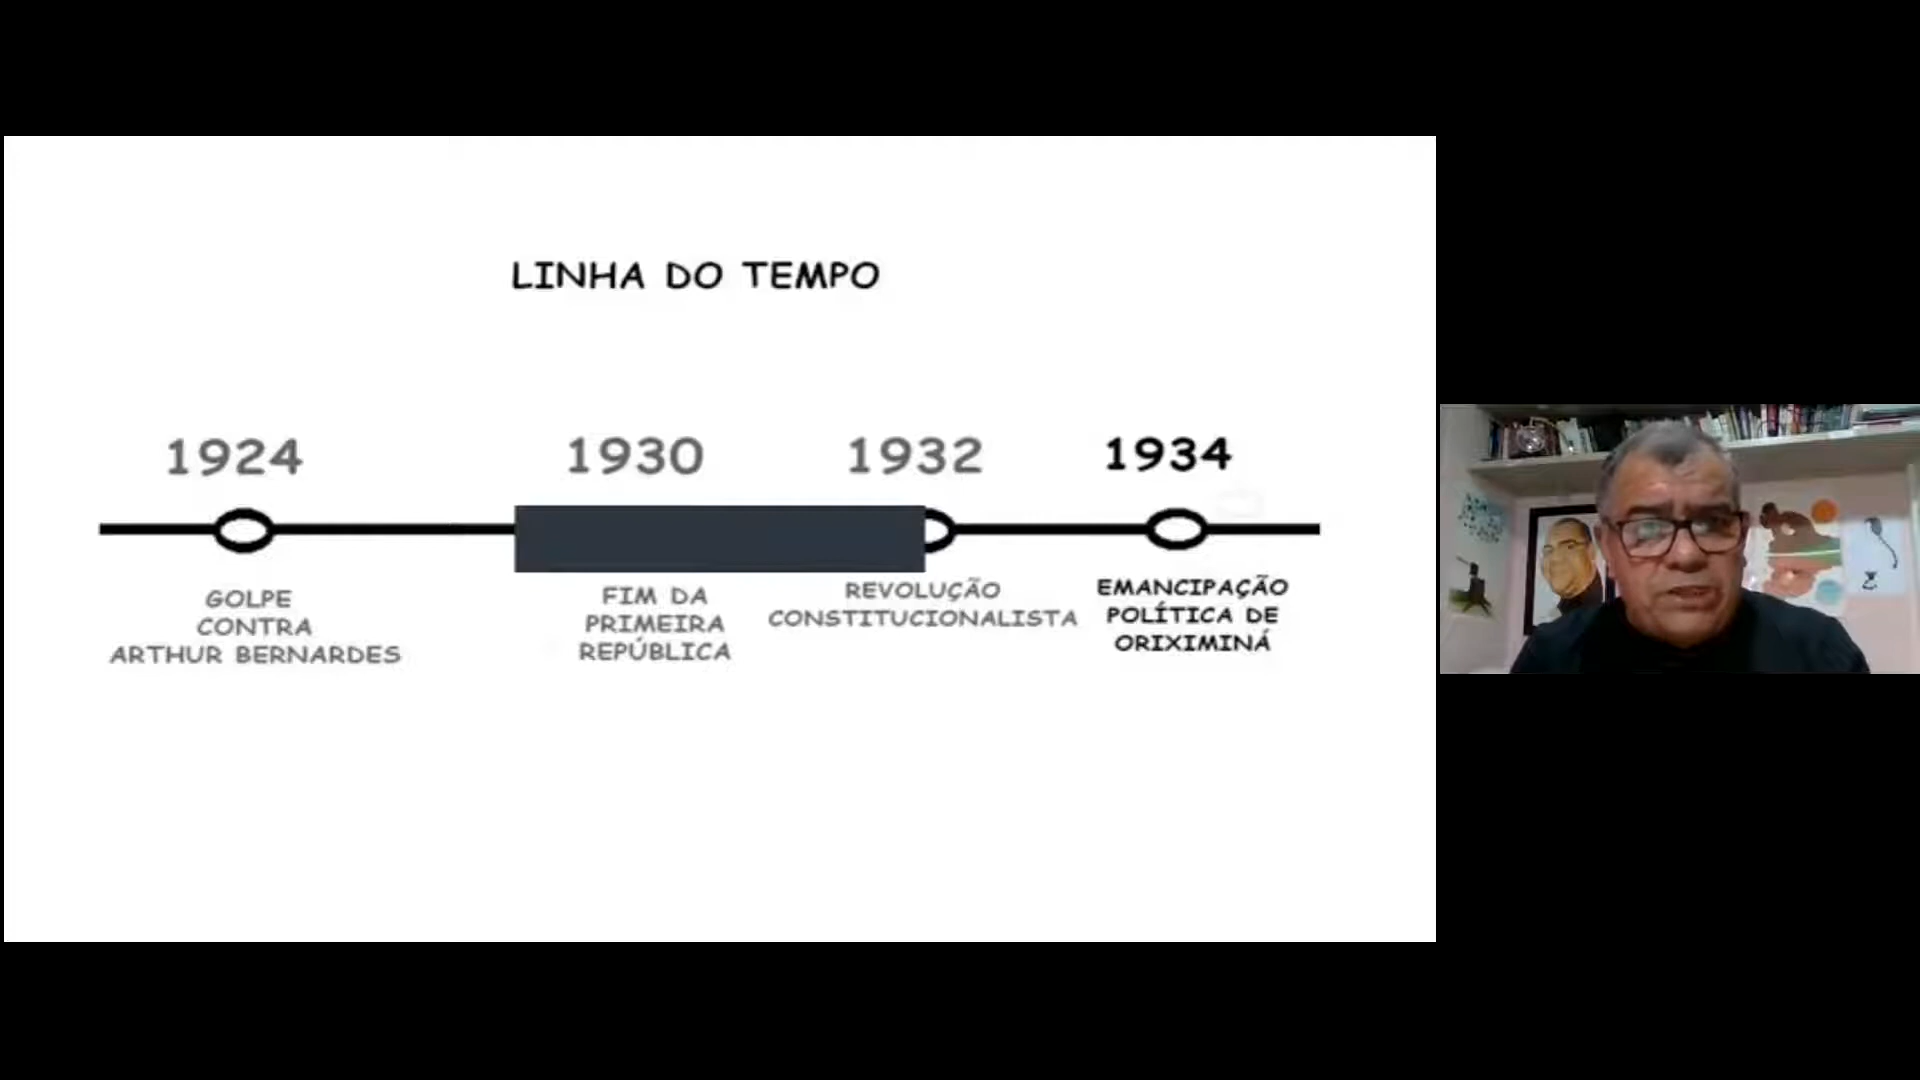 LINHA DO TEMPO
1924
1930
1932
1934
GOLPE
CONTRA
ARTHUR BERNARDES
FIM DA
PRIMEIRA
REPÚBLICA
REVOLUÇÃO
CONSTITUCIONALISTA
EMANCIPAÇÃO
POLÍTICA DE
ORIXIMINÁ